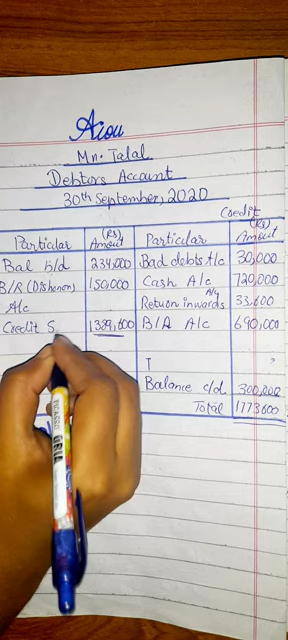 Aiou
Mr. Jalal
Debtors Account
30th September, 2020
Credit
Particular (RS) Amount Particular (RS) Amount
Bal b/d 234,000 Bad debts A/c 30,000
B/R (Dishonor) 150,000 Cash A/c 720,000
A/c Return inwards A/c 33,600
Credit S 1389,600 B/R A/c 690,000
T
Balance c/d 300,000
Total 1773600